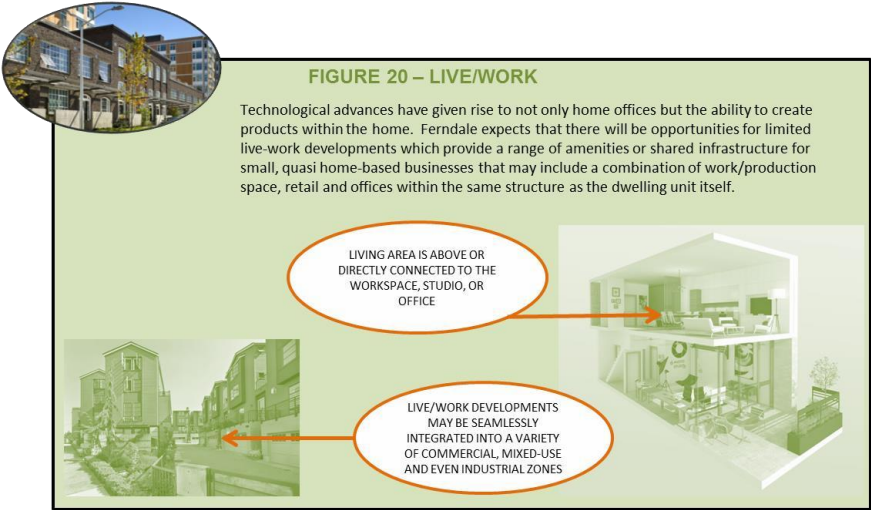 FIGURE 20 – LIVE/WORK
Technological advances have given rise to not only home offices but the ability to create
products within the home. Ferndale expects that there will be opportunities for limited
live-work developments which provide a range of amenities or shared infrastructure for
small, quasi home-based businesses that may include a combination of work/production
space, retail and offices within the same structure as the dwelling unit itself.
LIVING AREA IS ABOVE OR
DIRECTLY CONNECTED TO THE
WORKSPACE, STUDIO, OR
OFFICE
LIVE/WORK DEVELOPMENTS
MAY BE SEAMLESSLY
INTEGRATED INTO A VARIETY
OF COMMERCIAL, MIXED-USE
AND EVEN INDUSTRIAL ZONES